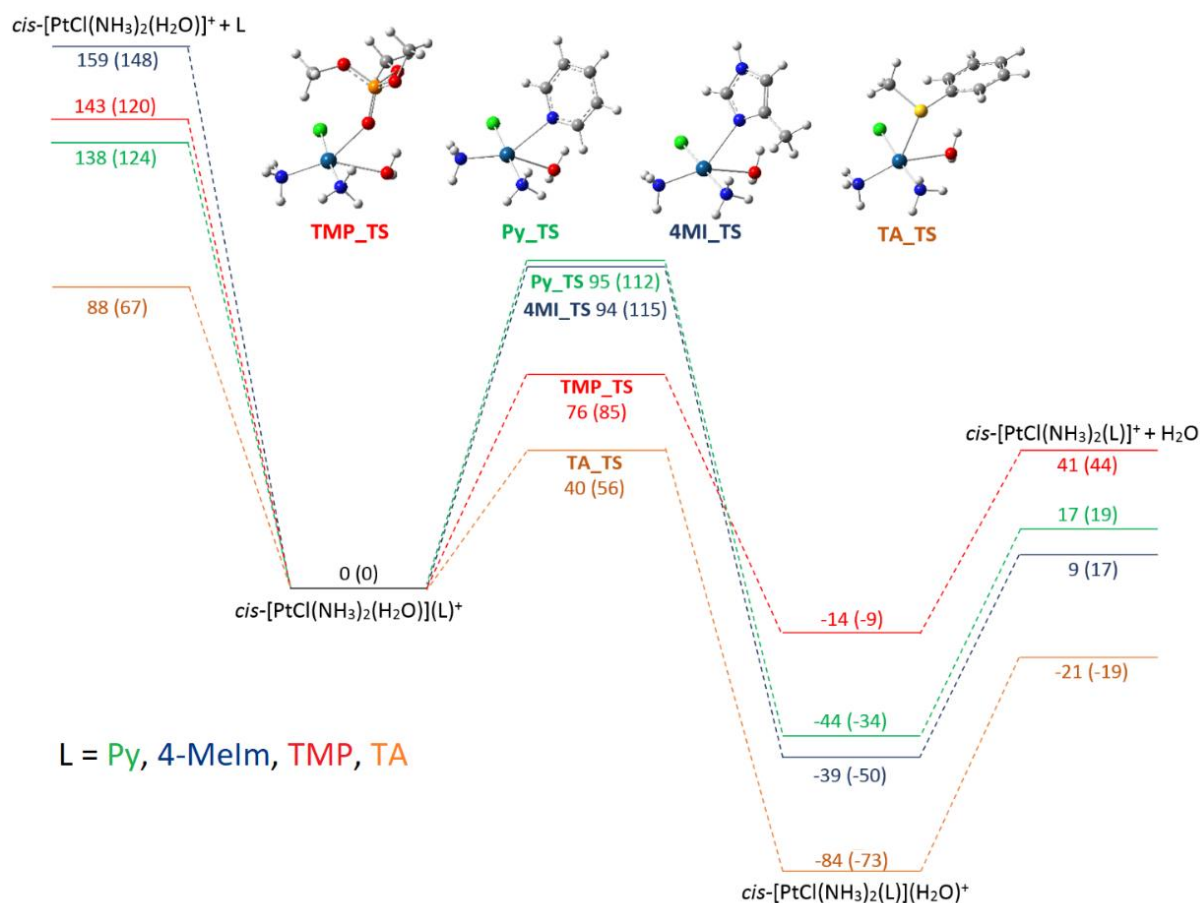 cis-[PtCl(NH₃)₂(H₂O)]⁺ + L
159 (148)
143 (120)
138 (124)
88 (67)
TMP_TS
Py_TS
4MI_TS
TA_TS
Py_TS 95 (112)
4MI_TS 94 (115)
TMP_TS
76 (85)
TA_TS
40 (56)
0 (0)
cis-[PtCl(NH₃)₂(H₂O)](L)⁺
cis-[PtCl(NH₃)₂(L)]⁺ + H₂O
41 (44)
17 (19)
9 (17)
-21 (-19)
-14 (-9)
-44 (-34)
-39 (-50)
-84 (-73)
cis-[PtCl(NH₃)₂(L)](H₂O)⁺
L = Py, 4-MeIm, TMP, TA